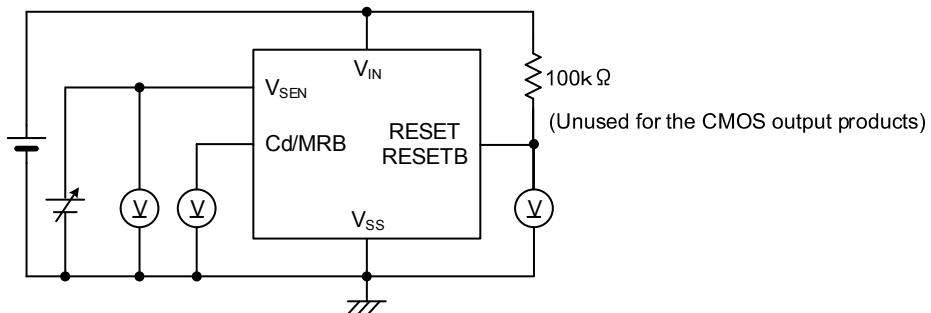 V_IN
V_SEN
100kΩ
(Unused for the CMOS output products)
Cd/MRB
RESET
RESETB
V
V
V
V_SS